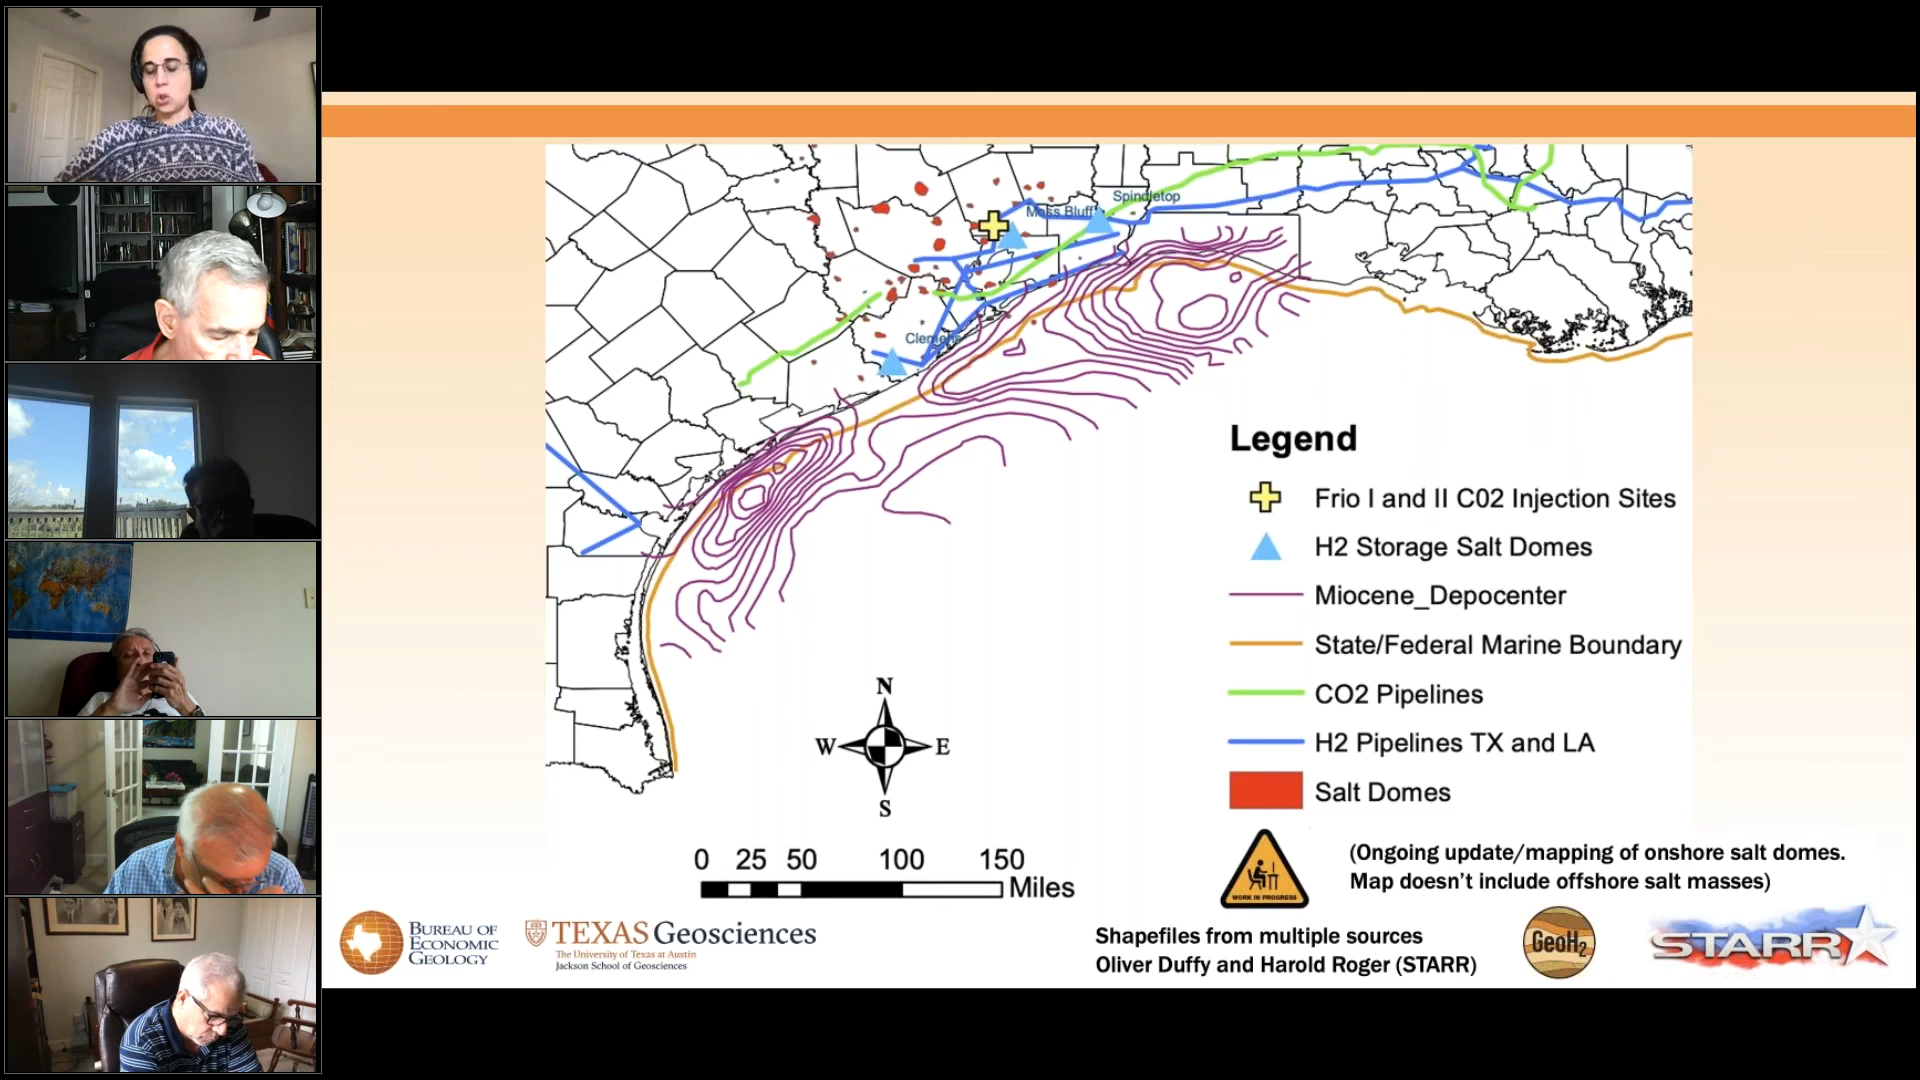 Spindletop
Moss Bluff
Clemens
Legend
Frio I and II C02 Injection Sites
H2 Storage Salt Domes
Miocene_Depocenter
State/Federal Marine Boundary
CO2 Pipelines
H2 Pipelines TX and LA
Salt Domes
N
W E
S
0 25 50 100 150
Miles
WORK IN PROGRESS
(Ongoing update/mapping of onshore salt domes.
Map doesn't include offshore salt masses)
BUREAU OF
ECONOMIC
GEOLOGY
TEXAS Geosciences
The University of Texas at Austin
Jackson School of Geosciences
Shapefiles from multiple sources
Oliver Duffy and Harold Roger (STARR)
GeoH2
STARR